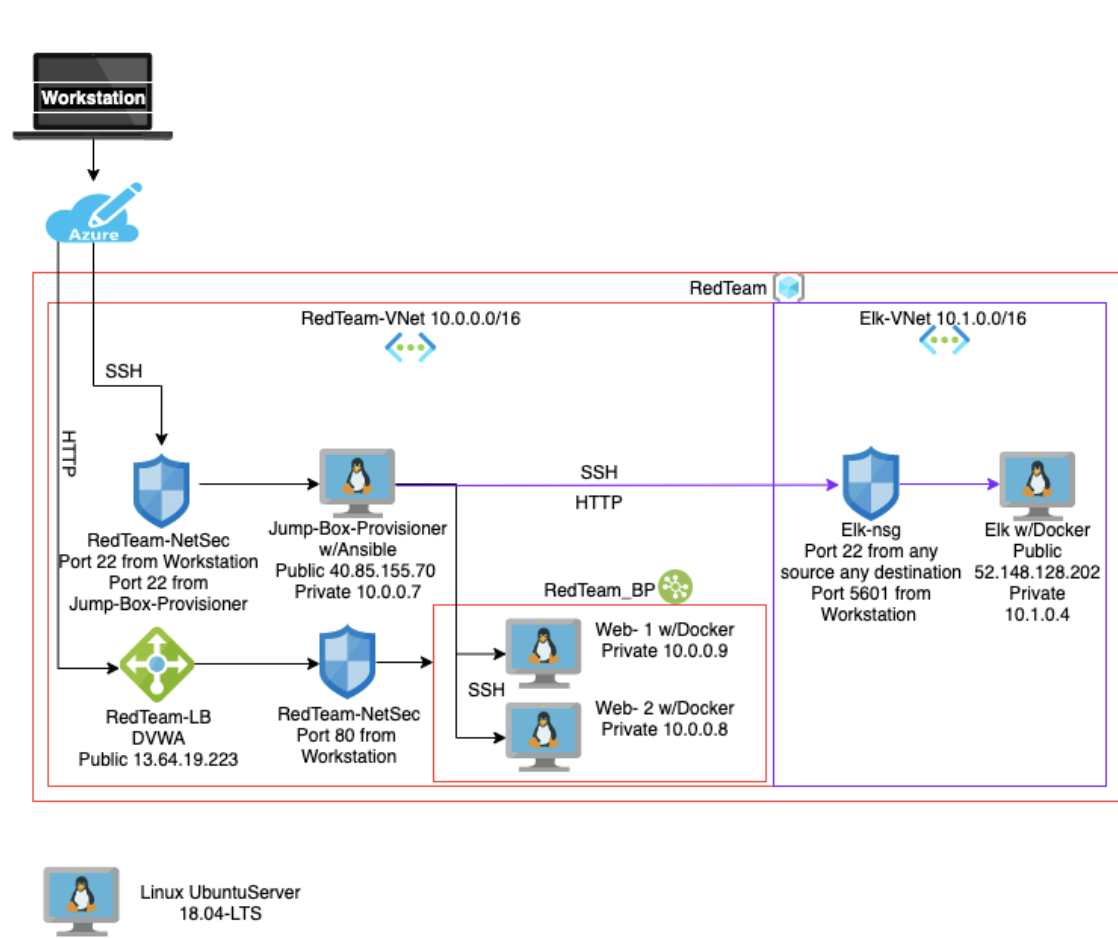 Workstation
Azure
RedTeam
RedTeam-VNet 10.0.0.0/16
Elk-VNet 10.1.0.0/16
SSH
HTTP
RedTeam-NetSec
Port 22 from Workstation
Port 22 from
Jump-Box-Provisioner
Jump-Box-Provisioner
w/Ansible
Public 40.85.155.70
Private 10.0.0.7
SSH
HTTP
Elk-nsg
Port 22 from any
source any destination
Port 5601 from
Workstation
Elk w/Docker
Public
52.148.128.202
Private
10.1.0.4
RedTeam_BP
Web- 1 w/Docker
Private 10.0.0.9
SSH
Web- 2 w/Docker
Private 10.0.0.8
RedTeam-LB
DVWA
Public 13.64.19.223
RedTeam-NetSec
Port 80 from
Workstation
Linux UbuntuServer
18.04-LTS